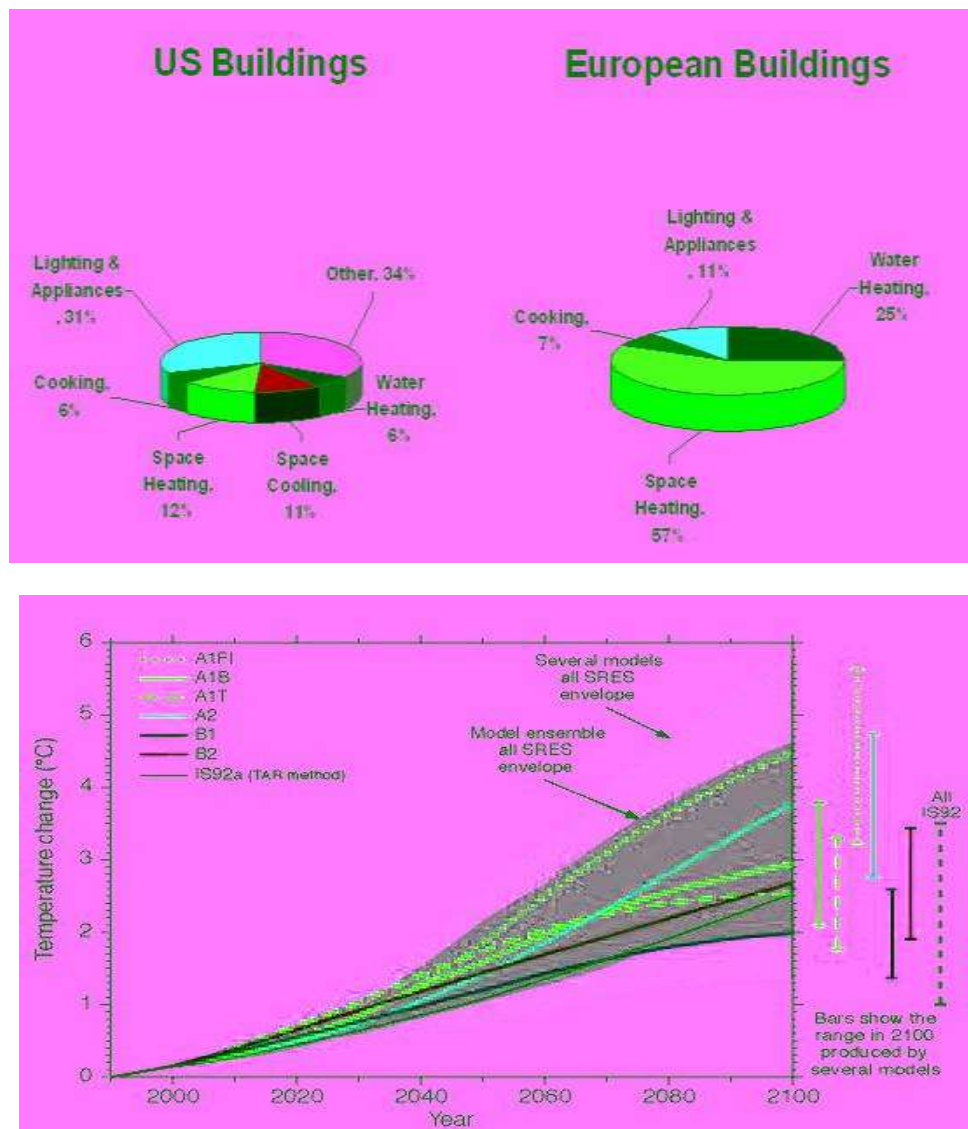 US Buildings
European Buildings
Lighting &
Appliances
, 31%
Other, 34%
Cooking,
6%
Water
Heating,
6%
Space
Heating,
12%
Space
Cooling,
11%
Lighting &
Appliances
, 11%
Water
Heating,
25%
Cooking,
7%
Space
Heating,
57%
Temperature change (°C)
6
5
4
3
2
1
0
A1FI
A1B
A1T
A2
B1
B2
IS92a (TAR method)
Several models
all SRES
envelope
Model ensemble
all SRES
envelope
All
IS92
Bars show the
range in 2100
produced by
several models
2000
2020
2040
2060
2080
2100
Year